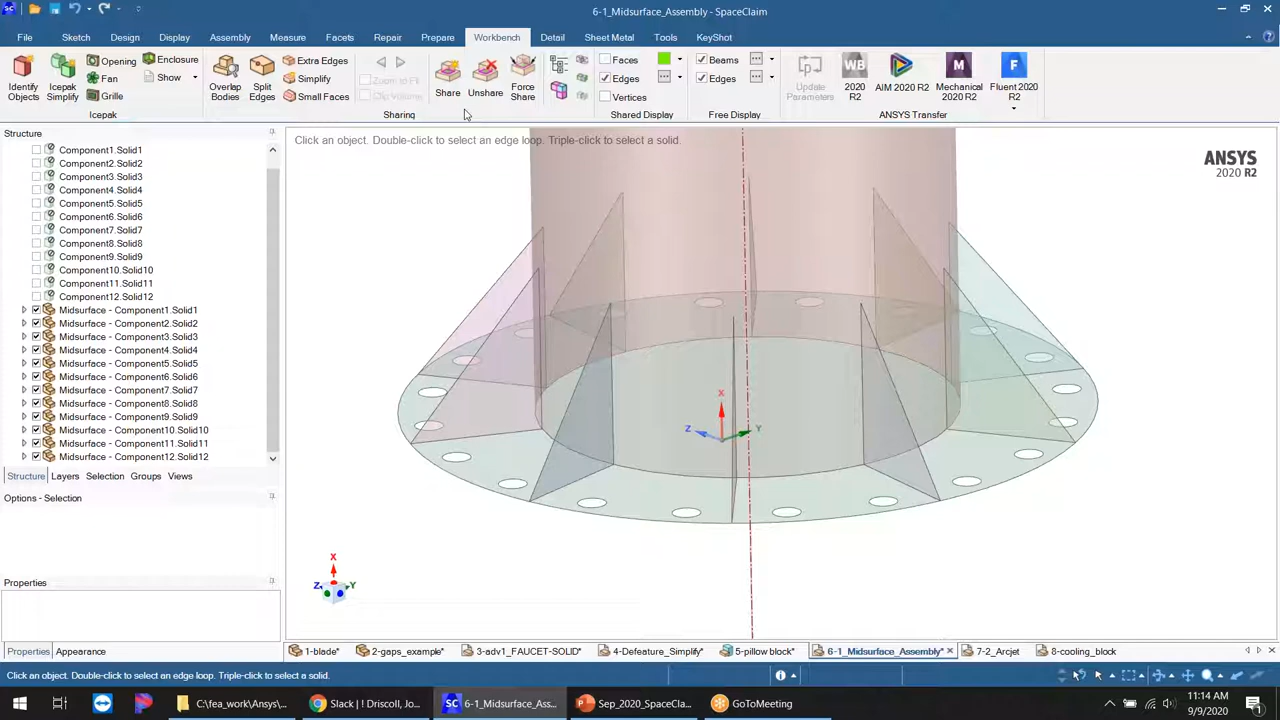 6-1_Midsurface_Assembly - SpaceClaim
File Sketch Design Display Assembly Measure Facets Repair Prepare Workbench Detail Sheet Metal Tools KeyShot
Identify Objects
Icepak Simplify
Opening
Fan
Grille
Enclosure
Show
Icepak
Overlap Bodies
Split Edges
Extra Edges
Simplify
Small Faces
Zoom to Fit
Clip Volume
Share
Unshare
Force Share
Sharing
Faces
Edges
Vertices
Shared Display
Beams
Edges
Free Display
Update Parameters
WB
2020 R2
AIM 2020 R2
M
Mechanical 2020 R2
F
Fluent 2020 R2
ANSYS Transfer
Structure
Component1.Solid1
Component2.Solid2
Component3.Solid3
Component4.Solid4
Component5.Solid5
Component6.Solid6
Component7.Solid7
Component8.Solid8
Component9.Solid9
Component10.Solid10
Component11.Solid11
Component12.Solid12
Midsurface - Component1.Solid1
Midsurface - Component2.Solid2
Midsurface - Component3.Solid3
Midsurface - Component4.Solid4
Midsurface - Component5.Solid5
Midsurface - Component6.Solid6
Midsurface - Component7.Solid7
Midsurface - Component8.Solid8
Midsurface - Component9.Solid9
Midsurface - Component10.Solid10
Midsurface - Component11.Solid11
Midsurface - Component12.Solid12
Structure Layers Selection Groups Views
Options - Selection
Properties
Properties Appearance
Click an object. Double-click to select an edge loop. Triple-click to select a solid.
ANSYS
2020 R2
X
Z
Y
X
Z
Y
1-blade* 2-gaps_example* 3-adv1_FAUCET-SOLID* 4-Defeature_Simplify* 5-pillow block* 6-1_Midsurface_Assembly* 7-2_Arcjet 8-cooling_block
Click an object. Double-click to select an edge loop. Triple-click to select a solid.
C:\fea_work\Ansys\... Slack | ! Driscoll, Jo... 6-1_Midsurface_Ass... Sep_2020_SpaceCla... GoToMeeting
11:14 AM
9/9/2020